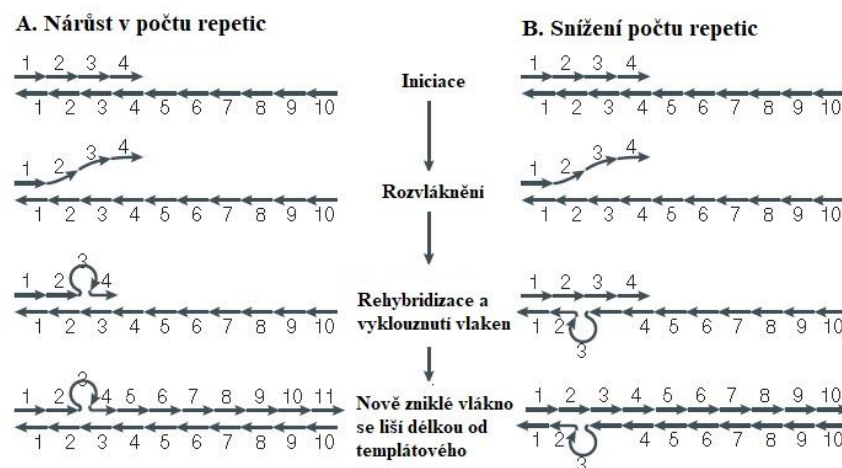 A. Nárůst v počtu repetic
1 2 3 4
1 2 3 4 5 6 7 8 9 10
1 2 3 4
1 2 3 4 5 6 7 8 9 10
3
1 2 4
1 2 3 4 5 6 7 8 9 10
3
1 2 4 5 6 7 8 9 10 11
1 2 3 4 5 6 7 8 9 10
Iniciace
Rozvláknění
Rehybridizace a
vyklouznutí vlaken
Nově zniklé vlákno
se liší délkou od
templátového
B. Snížení počtu repetic
1 2 3 4
1 2 3 4 5 6 7 8 9 10
1 2 3 4
1 2 3 4 5 6 7 8 9 10
1 2 3 4
1 2 4 5 6 7 8 9 10
3
1 2 3 4 5 6 7 8 9 10
1 2 4 5 6 7 8 9 10
3